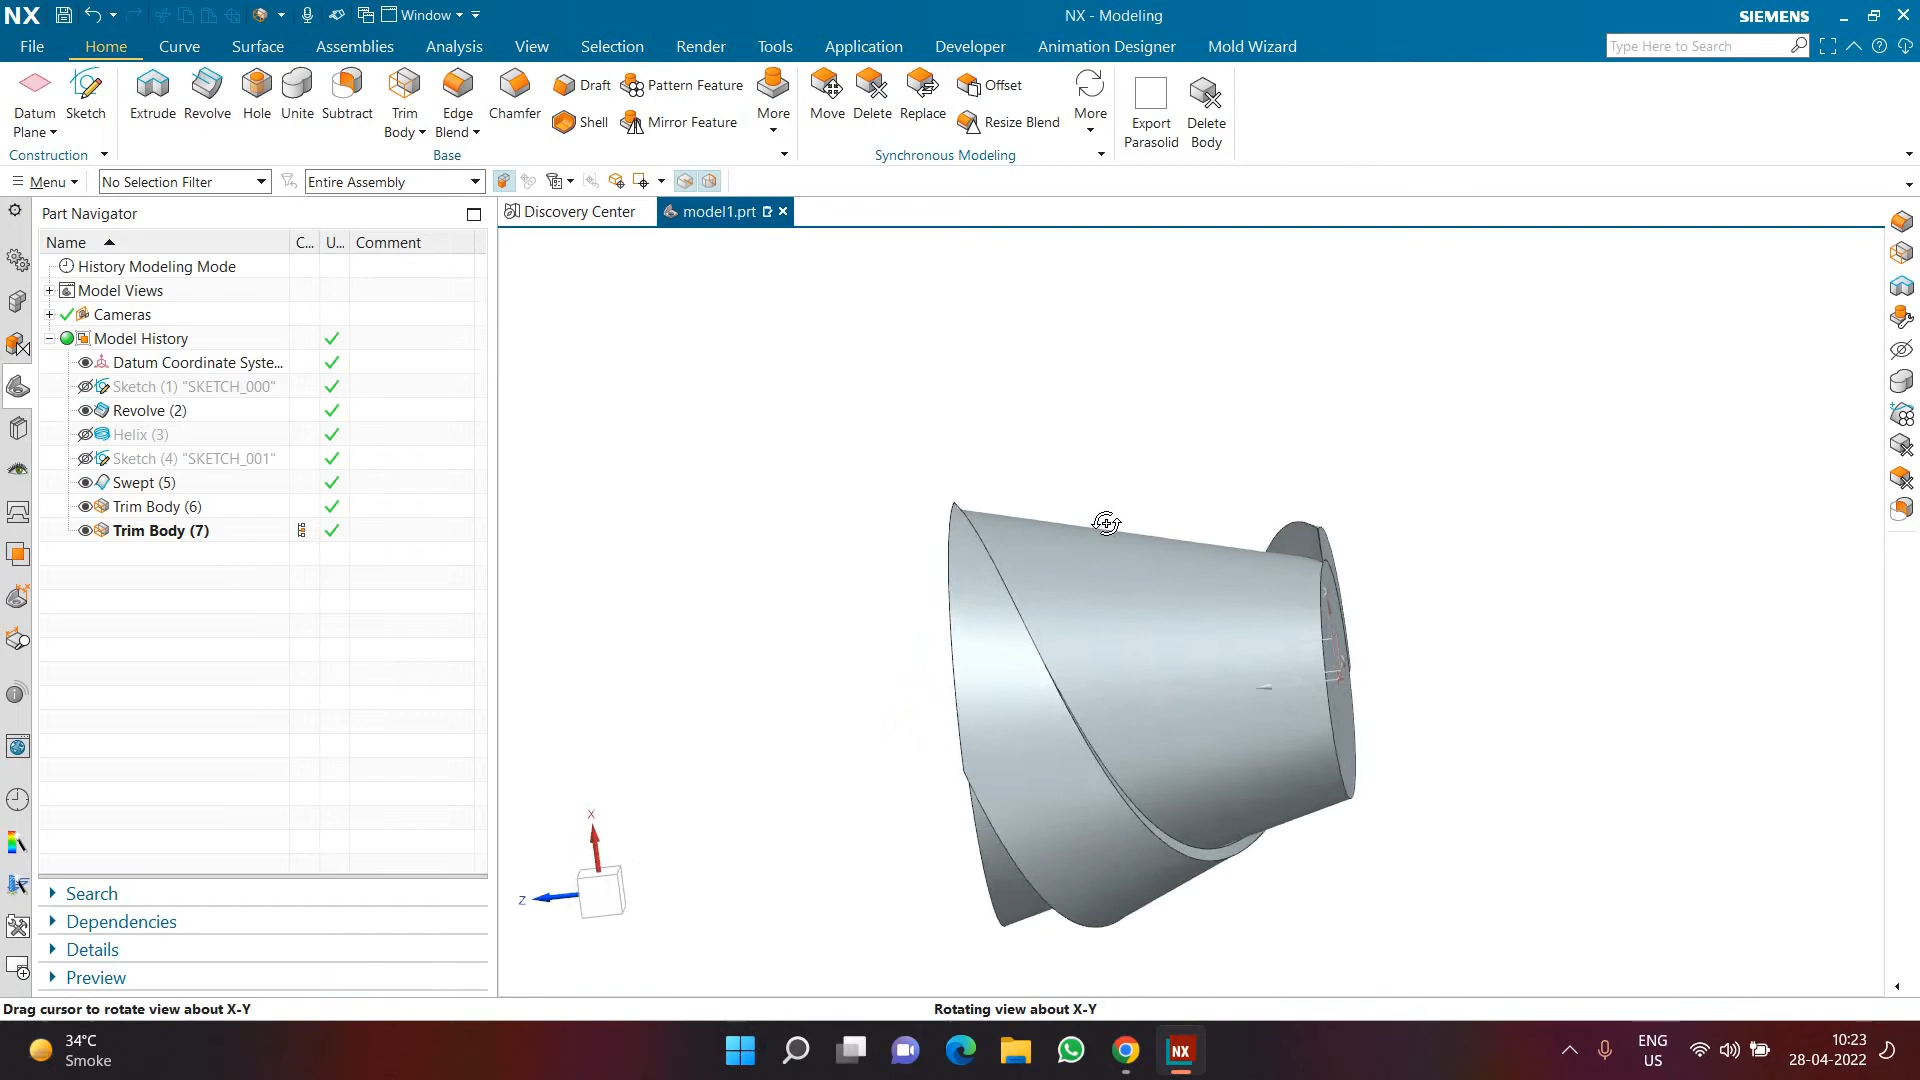 NX Window NX - Modeling SIEMENS
File Home Curve Surface Assemblies Analysis View Selection Render Tools Application Developer Animation Designer Mold Wizard Type Here to Search
Datum Plane Sketch Extrude Revolve Hole Unite Subtract Trim Body Edge Blend Chamfer Draft Shell Pattern Feature Mirror Feature More Move Delete Replace Offset Resize Blend More Export Parasolid Delete Body
Construction Base Synchronous Modeling
Menu No Selection Filter Entire Assembly
Part Navigator Discovery Center model1.prt
Name C... U... Comment
History Modeling Mode
Model Views
Cameras
Model History
Datum Coordinate Syste...
Sketch (1) "SKETCH_000"
Revolve (2)
Helix (3)
Sketch (4) "SKETCH_001"
Swept (5)
Trim Body (6)
Trim Body (7)
X
Z
Search
Dependencies
Details
Preview
Drag cursor to rotate view about X-Y Rotating view about X-Y
34°C
Smoke
NX
ENG
US
10:23
28-04-2022